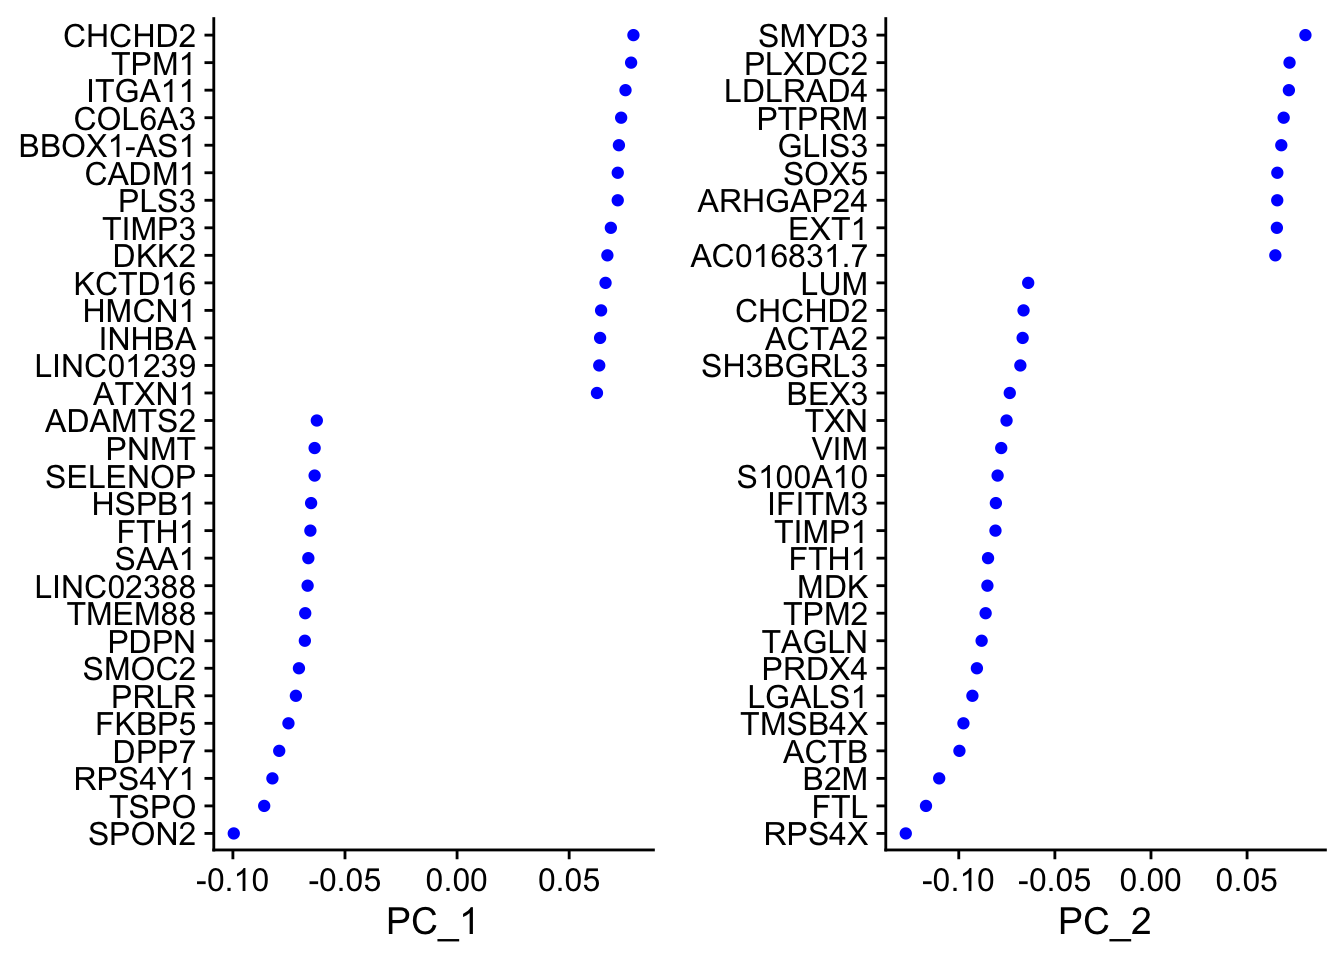 CHCHD2
TPM1
ITGA11
COL6A3
BBOX1-AS1
CADM1
PLS3
TIMP3
DKK2
KCTD16
HMCN1
INHBA
LINC01239
ATXN1
ADAMTS2
PNMT
SELENOP
HSPB1
FTH1
SAA1
LINC02388
TMEM88
PDPN
SMOC2
PRLR
FKBP5
DPP7
RPS4Y1
TSPO
SPON2
-0.10 -0.05 0.00 0.05
PC_1
SMYD3
PLXDC2
LDLRAD4
PTPRM
GLIS3
SOX5
ARHGAP24
EXT1
AC016831.7
LUM
CHCHD2
ACTA2
SH3BGRL3
BEX3
TXN
VIM
S100A10
IFITM3
TIMP1
FTH1
MDK
TPM2
TAGLN
PRDX4
LGALS1
TMSB4X
ACTB
B2M
FTL
RPS4X
-0.10 -0.05 0.00 0.05
PC_2